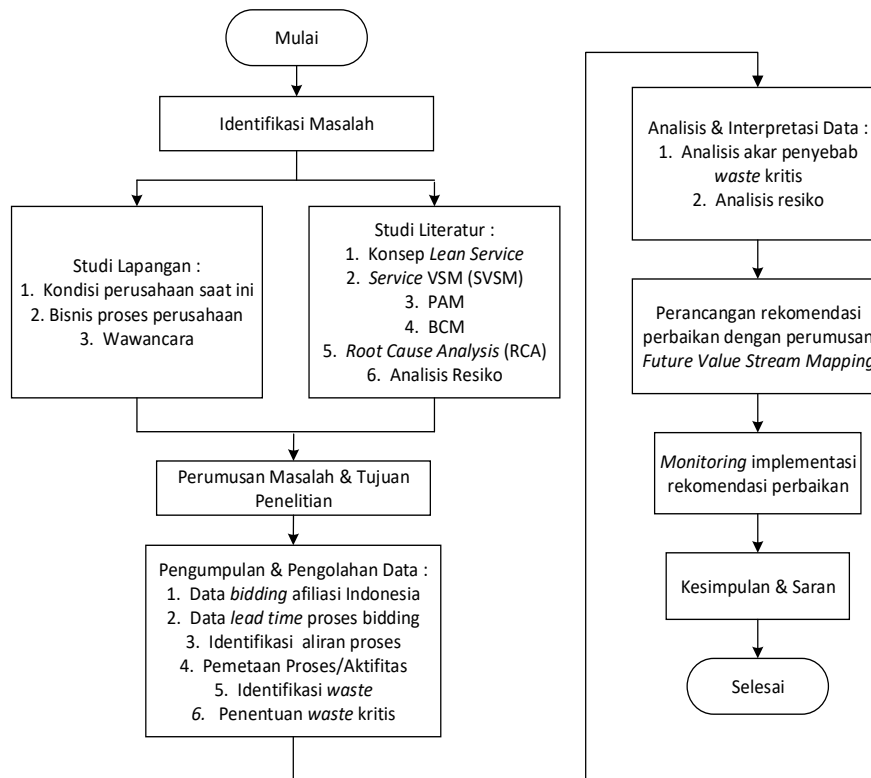 Mulai
Identifikasi Masalah
Studi Lapangan :
1. Kondisi perusahaan saat ini
2. Bisnis proses perusahaan
3. Wawancara
Studi Literatur :
1. Konsep Lean Service
2. Service VSM (SVSM)
3. PAM
4. BCM
5. Root Cause Analysis (RCA)
6. Analisis Resiko
Perumusan Masalah & Tujuan
Penelitian
Pengumpulan & Pengolahan Data :
1. Data bidding afiliasi Indonesia
2. Data lead time proses bidding
3. Identifikasi aliran proses
4. Pemetaan Proses/Aktifitas
5. Identifikasi waste
6. Penentuan waste kritis
Analisis & Interpretasi Data :
1. Analisis akar penyebab
waste kritis
2. Analisis resiko
Perancangan rekomendasi
perbaikan dengan perumusan
Future Value Stream Mapping
Monitoring implementasi
rekomendasi perbaikan
Kesimpulan & Saran
Selesai